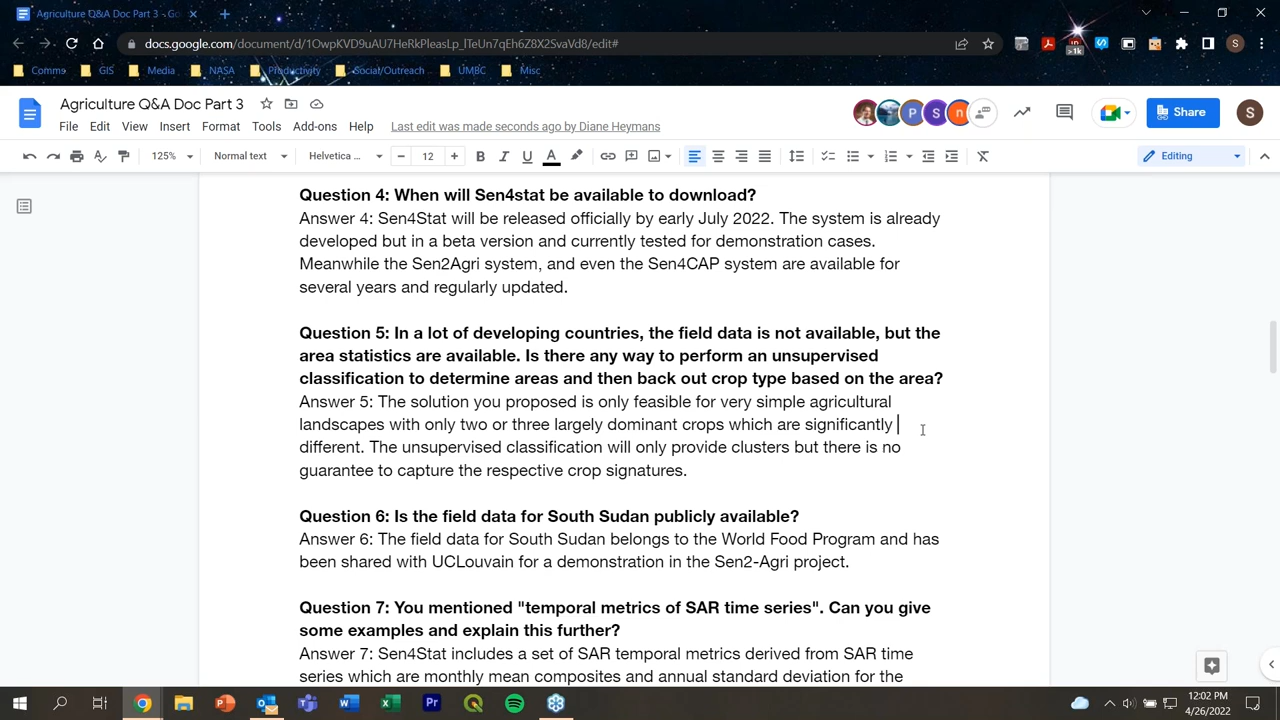 Agriculture Q&A Doc Part 3 - Go
docs.google.com/document/d/1OwpKVD9uAU7HeRkPleasLp_lTeUn7qEh6Z8X2SvaVd8/edit#
>1k
S
Comms GIS Media NASA Productivity Social/Outreach UMBC Misc
Agriculture Q&A Doc Part 3
P S n
Share
S
File Edit View Insert Format Tools Add-ons Help Last edit was made seconds ago by Diane Heymans
125% Normal text Helvetica ... 12 B I U A Editing
Question 4: When will Sen4stat be available to download?
Answer 4: Sen4Stat will be released officially by early July 2022. The system is already
developed but in a beta version and currently tested for demonstration cases.
Meanwhile the Sen2Agri system, and even the Sen4CAP system are available for
several years and regularly updated.
Question 5: In a lot of developing countries, the field data is not available, but the
area statistics are available. Is there any way to perform an unsupervised
classification to determine areas and then back out crop type based on the area?
Answer 5: The solution you proposed is only feasible for very simple agricultural
landscapes with only two or three largely dominant crops which are significantly
different. The unsupervised classification will only provide clusters but there is no
guarantee to capture the respective crop signatures.
Question 6: Is the field data for South Sudan publicly available?
Answer 6: The field data for South Sudan belongs to the World Food Program and has
been shared with UCLouvain for a demonstration in the Sen2-Agri project.
Question 7: You mentioned "temporal metrics of SAR time series". Can you give
some examples and explain this further?
Answer 7: Sen4Stat includes a set of SAR temporal metrics derived from SAR time
series which are monthly mean composites and annual standard deviation for the
12:02 PM
4/26/2022